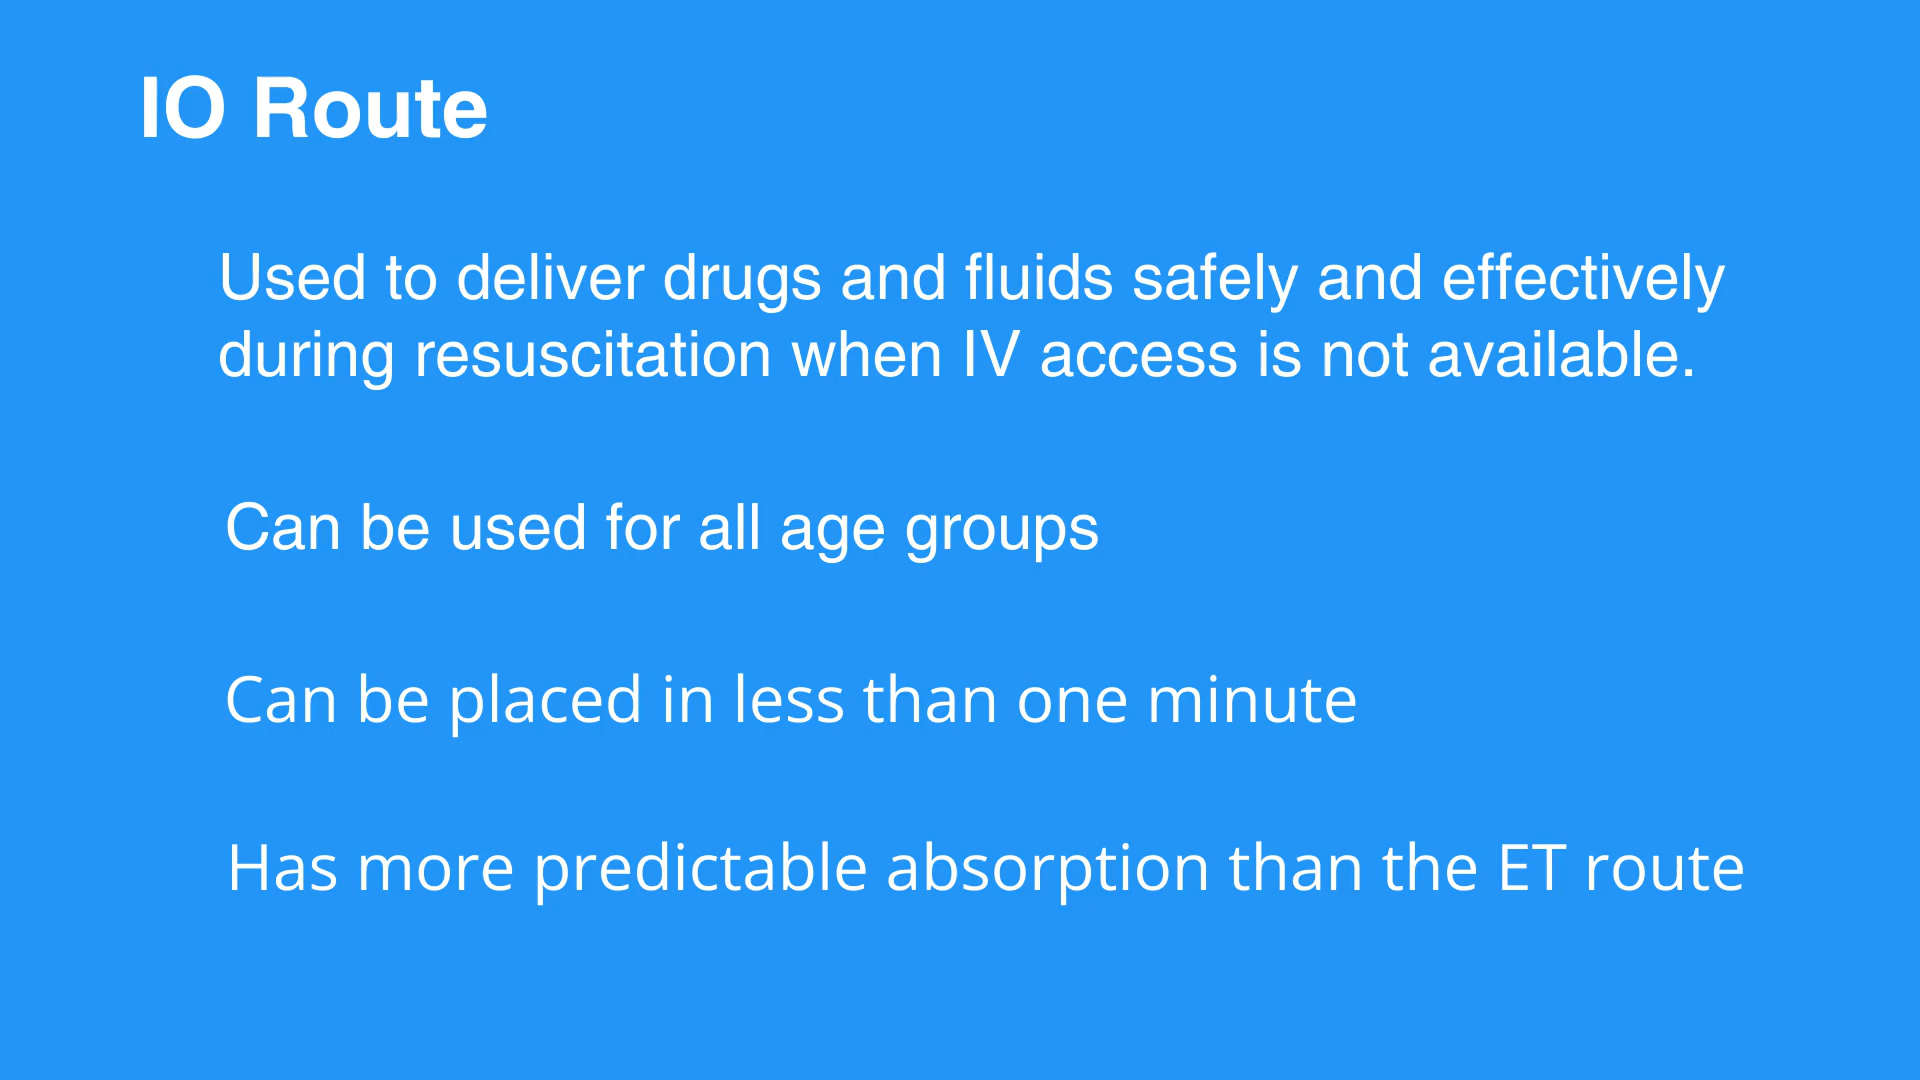 IO Route
Used to deliver drugs and fluids safely and effectively
during resuscitation when IV access is not available.
Can be used for all age groups
Can be placed in less than one minute
Has more predictable absorption than the ET route